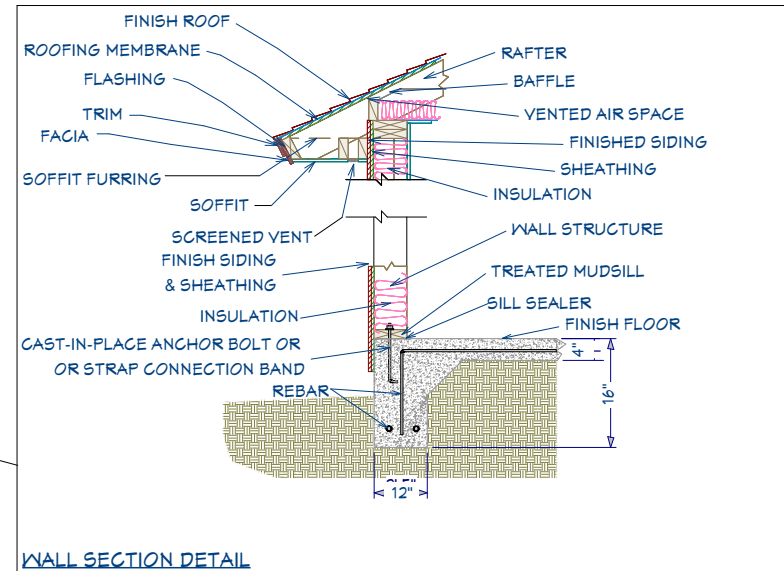 FINISH ROOF
ROOFING MEMBRANE
FLASHING
TRIM
FACIA
SOFFIT FURRING
SOFFIT
SCREENED VENT
FINISH SIDING
& SHEATHING
INSULATION
CAST-IN-PLACE ANCHOR BOLT OR
OR STRAP CONNECTION BAND
REBAR
RAFTER
BAFFLE
VENTED AIR SPACE
FINISHED SIDING
SHEATHING
INSULATION
WALL STRUCTURE
TREATED MUDSILL
SILL SEALER
FINISH FLOOR
4"
16"
12"
WALL SECTION DETAIL